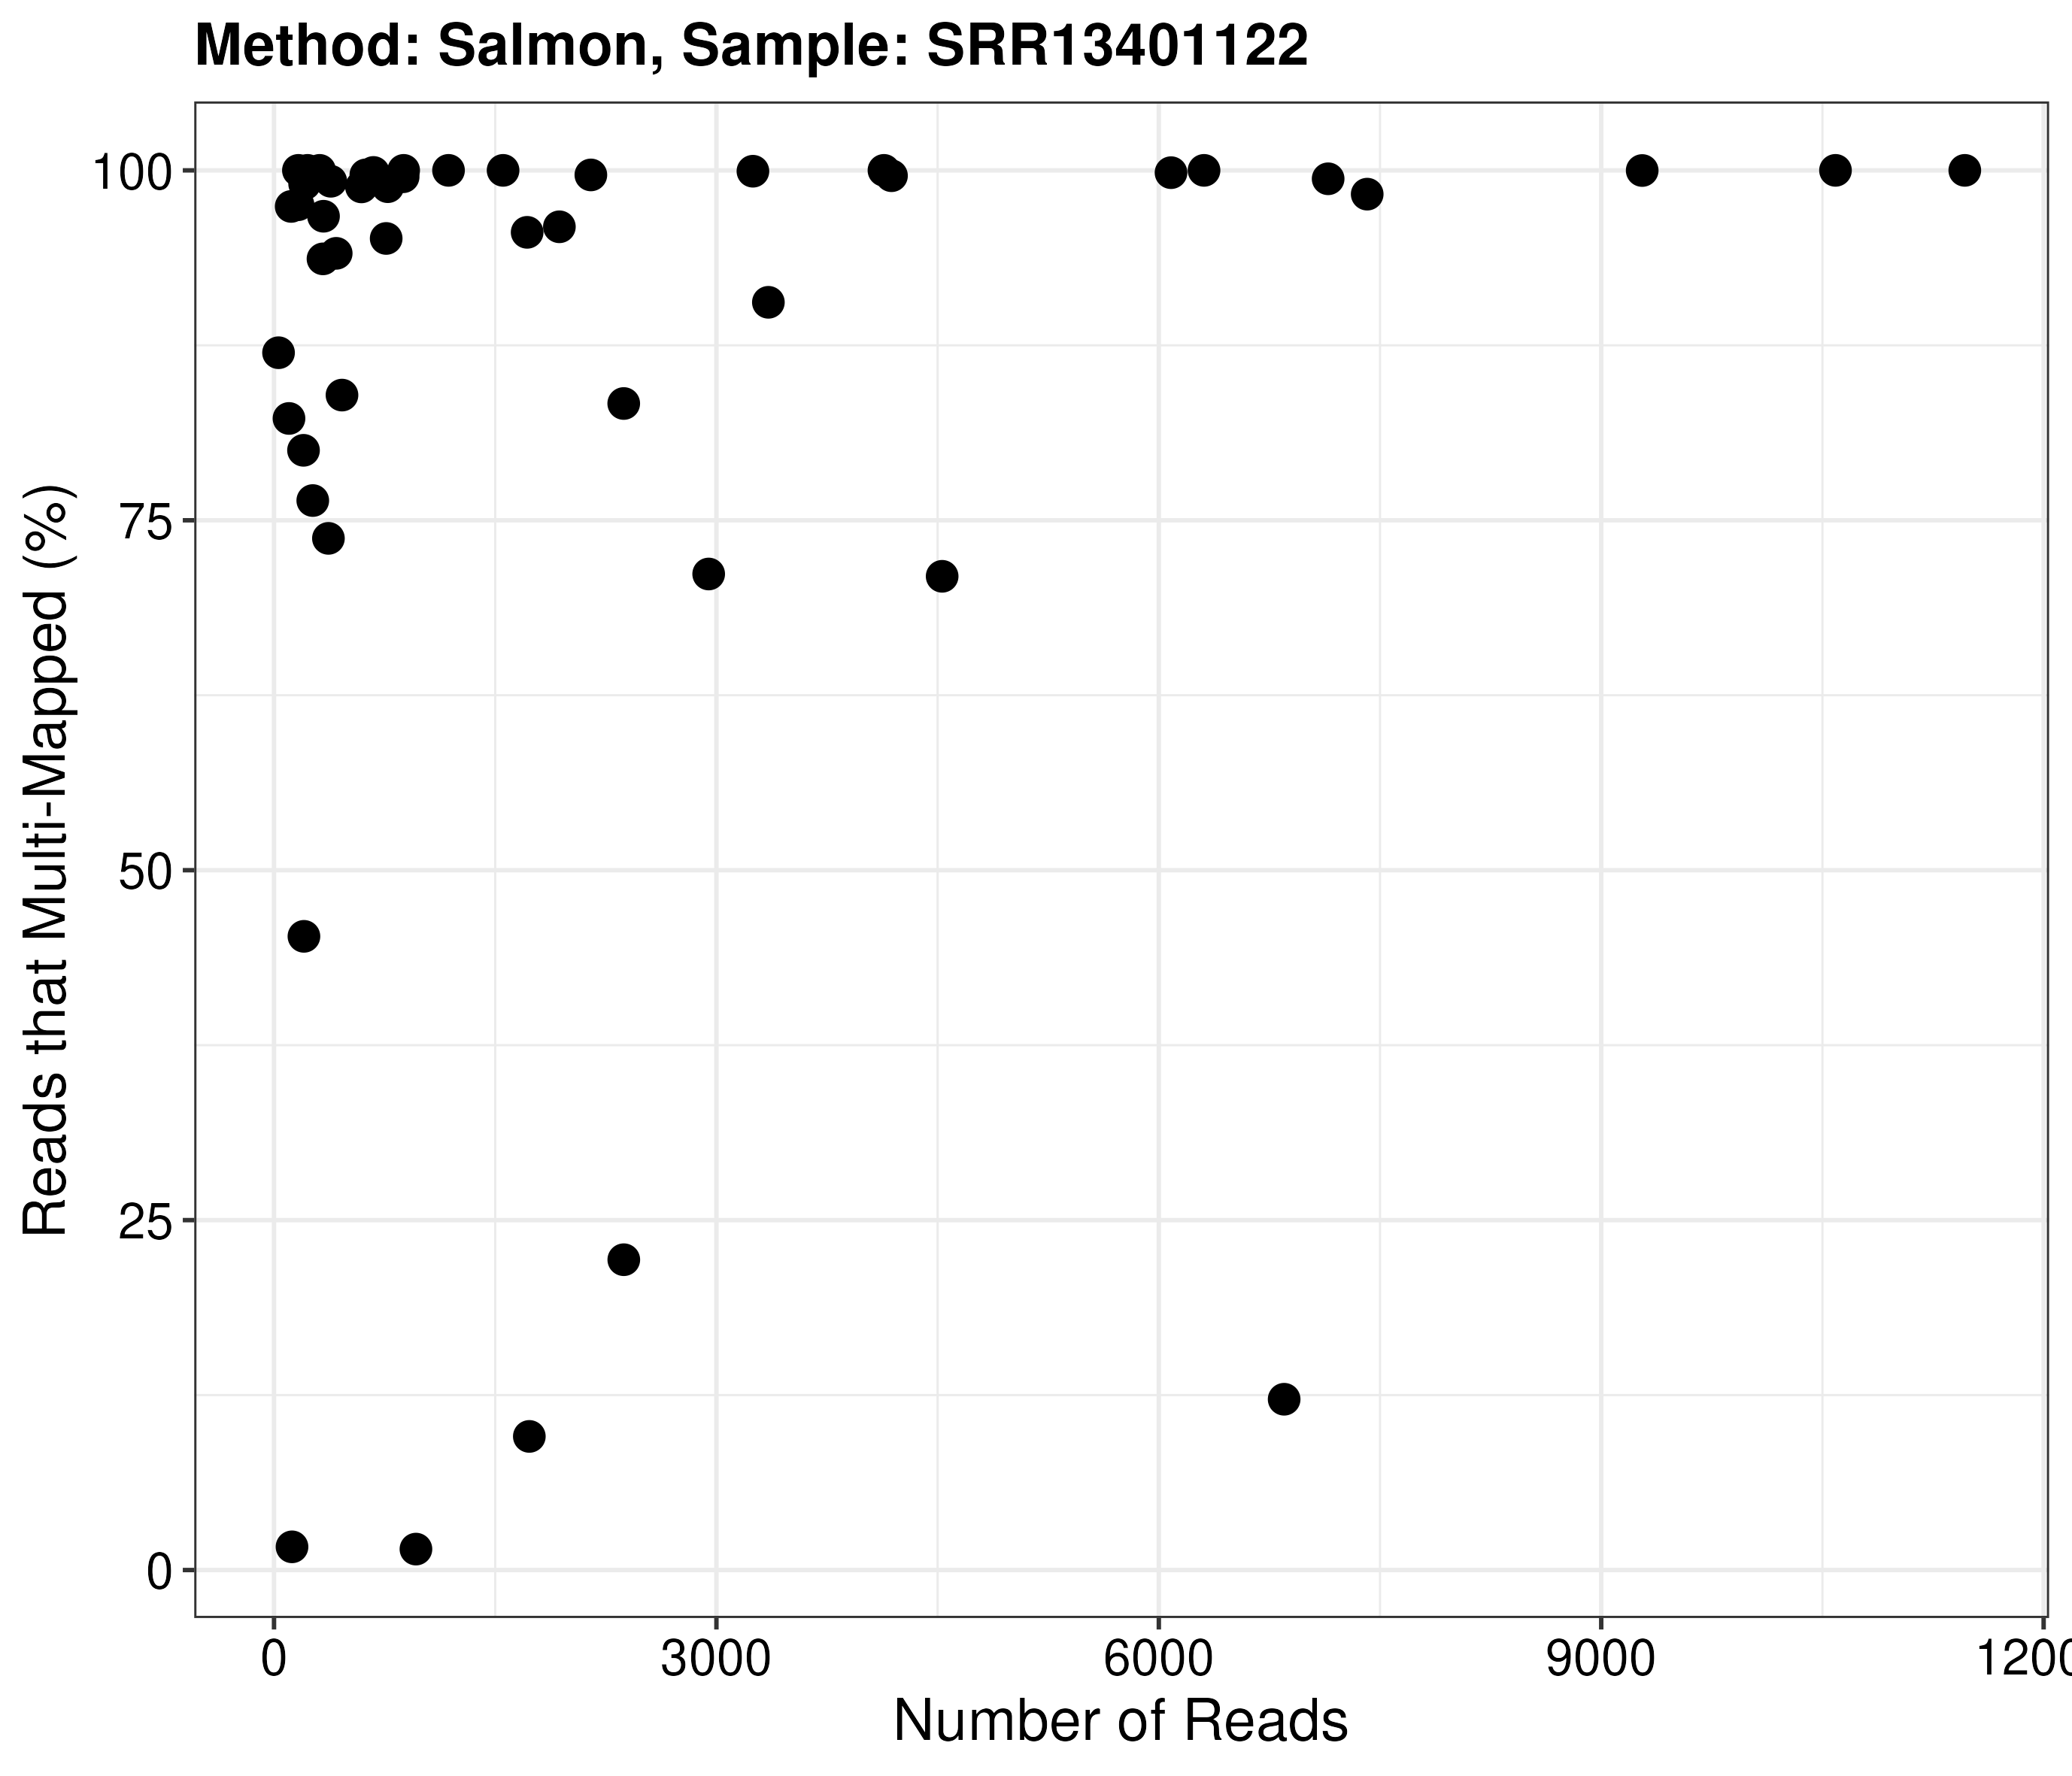 Method: Salmon, Sample: SRR13401122
Reads that Multi-Mapped (%)
100
75
50
25
0
0 3000 6000 9000 1200
Number of Reads